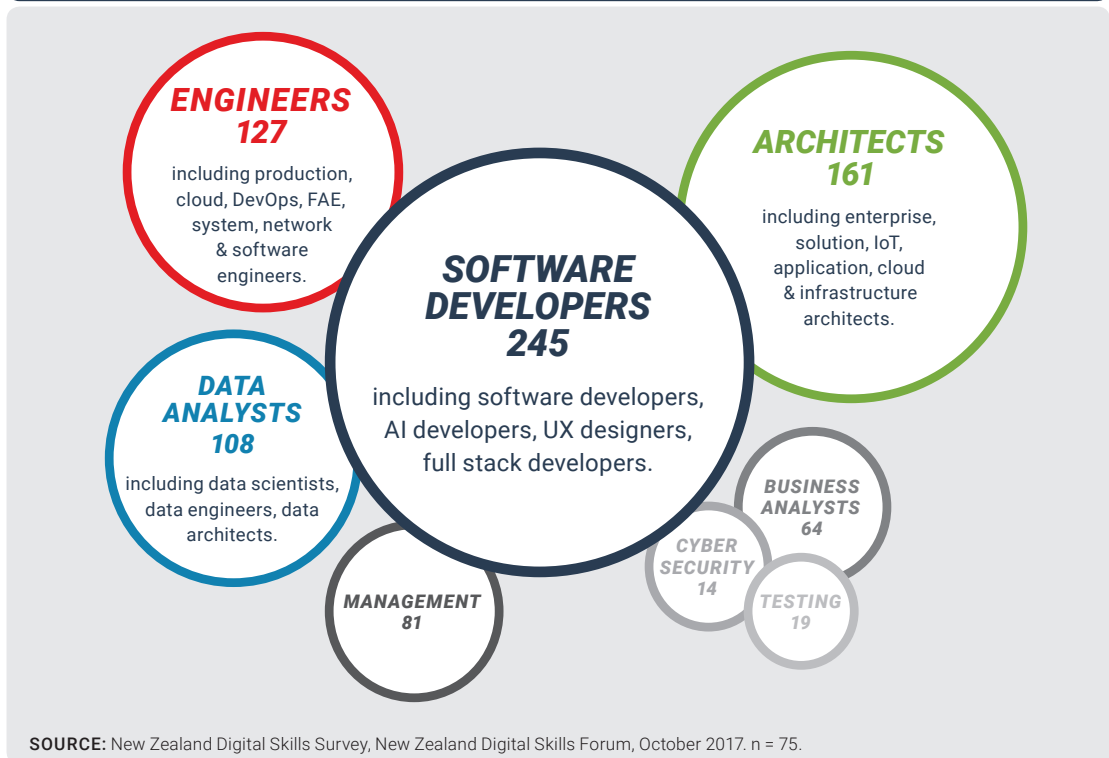 ENGINEERS
127
including production,
cloud, DevOps, FAE,
system, network
& software
engineers.
ARCHITECTS
161
including enterprise,
solution, IoT,
application, cloud
& infrastructure
architects.
SOFTWARE
DEVELOPERS
245
including software developers,
AI developers, UX designers,
full stack developers.
DATA
ANALYSTS
108
including data scientists,
data engineers, data
architects.
BUSINESS
ANALYSTS
64
CYBER
SECURITY
14
MANAGEMENT
81
TESTING
19
SOURCE: New Zealand Digital Skills Survey, New Zealand Digital Skills Forum, October 2017. n = 75.